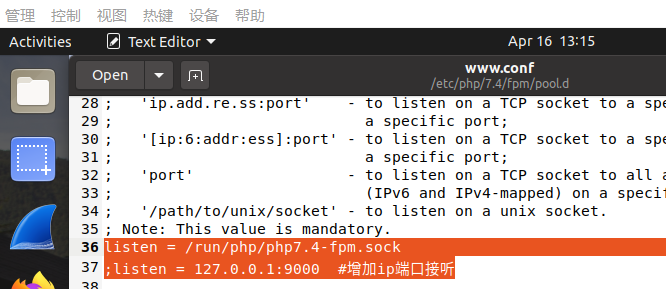 管理 控制 视图 热键 设备 帮助
Activities Text Editor Apr 16 13:15
Open www.conf
/etc/php/7.4/fpm/pool.d
28 ;   'ip.add.re.ss:port'    - to listen on a TCP socket to a spe
29 ;                            a specific port;
30 ;   '[ip:6:addr:ess]:port' - to listen on a TCP socket to a spe
31 ;                            a specific port;
32 ;   'port'                 - to listen on a TCP socket to all a
33 ;                            (IPv6 and IPv4-mapped) on a specif
34 ;   '/path/to/unix/socket' - to listen on a unix socket.
35 ; Note: This value is mandatory.
36 listen = /run/php/php7.4-fpm.sock
37 ;listen = 127.0.0.1:9000  #增加ip端口接听
38